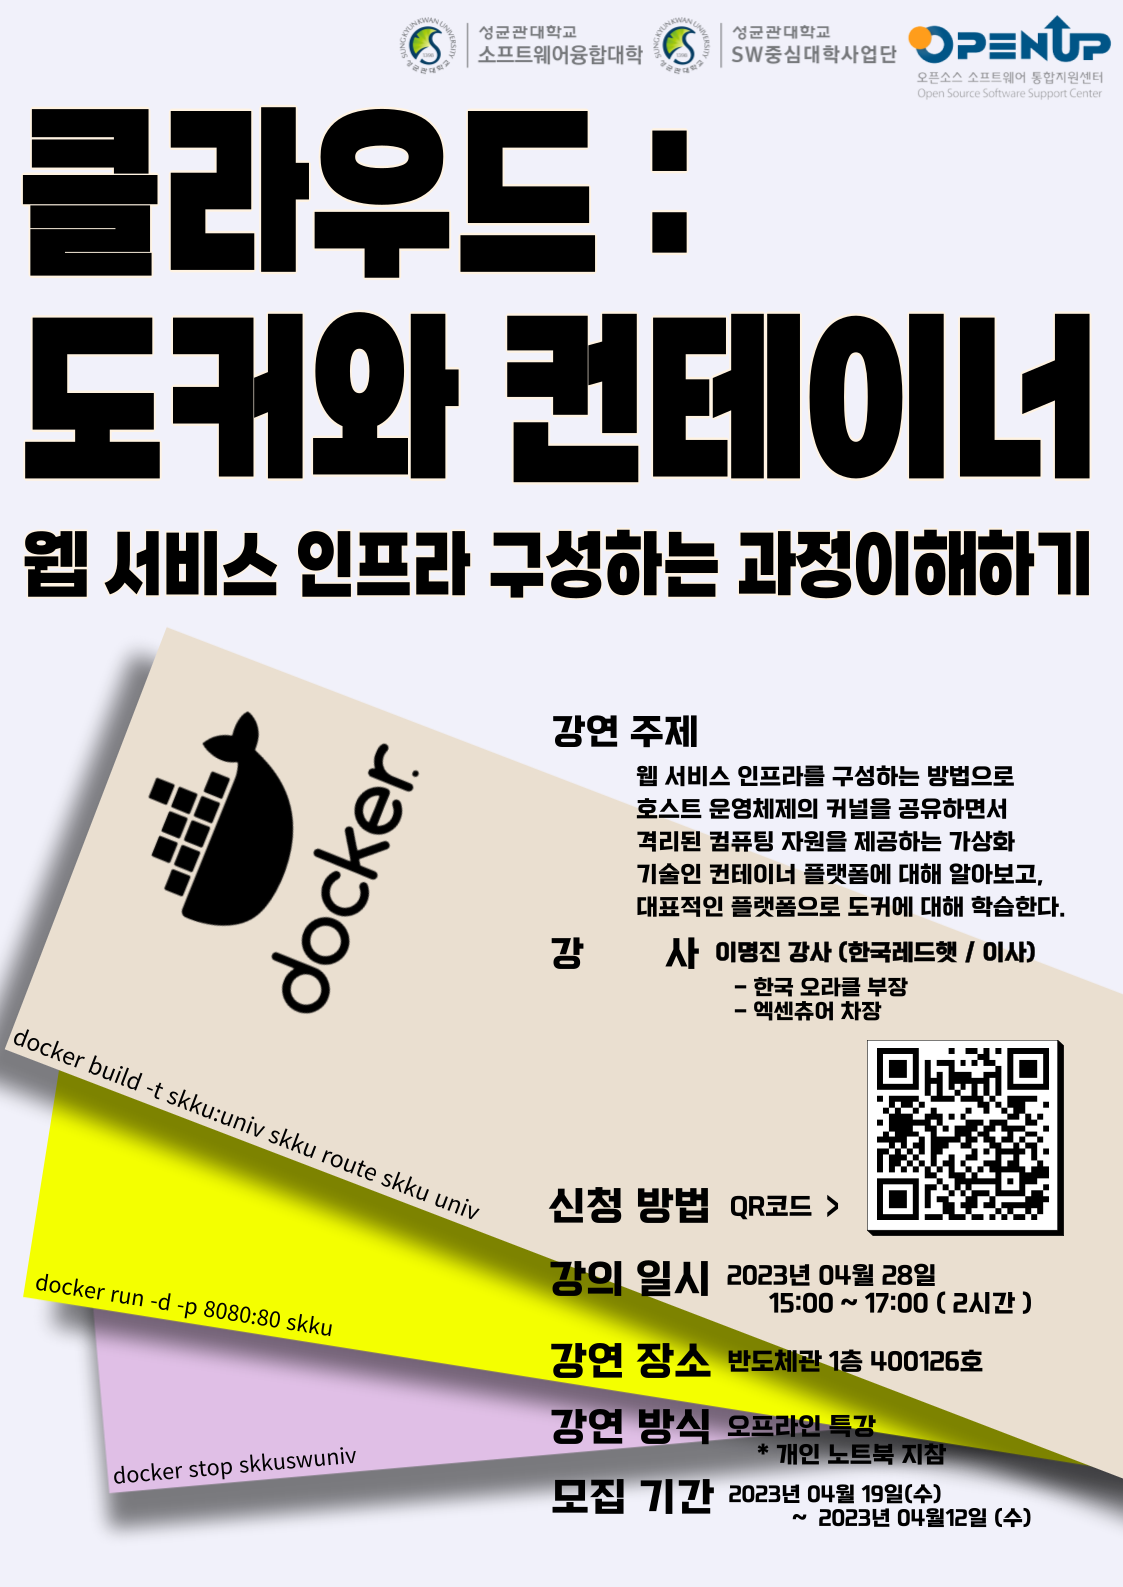 성균관대학교
소프트웨어융합대학
성균관대학교
SW중심대학사업단
OPENUP
오픈소스 소프트웨어 통합지원센터
Open Source Software Support Center
클라우드 :
도커와 컨테이너
웹 서비스 인프라 구성하는 과정이해하기
docker
강연 주제
웹 서비스 인프라를 구성하는 방법으로
호스트 운영체제의 커널을 공유하면서
격리된 컴퓨팅 자원을 제공하는 가상화
기술인 컨테이너 플랫폼에 대해 알아보고,
대표적인 플랫폼으로 도커에 대해 학습한다.
강 사 이명진 강사 (한국레드햇 / 이사)
- 한국 오라클 부장
- 엑센츄어 차장
docker build -t skku:univ skku route skku univ
신청 방법 QR코드 >
강의 일시 2023년 04월 28일
15:00 ~ 17:00 ( 2시간 )
docker run -d -p 8080:80 skku
강연 장소 반도체관 1층 400126호
강연 방식 오프라인 특강
* 개인 노트북 지참
docker stop skkuswuniv
모집 기간 2023년 04월 19일(수)
~ 2023년 04월12일 (수)